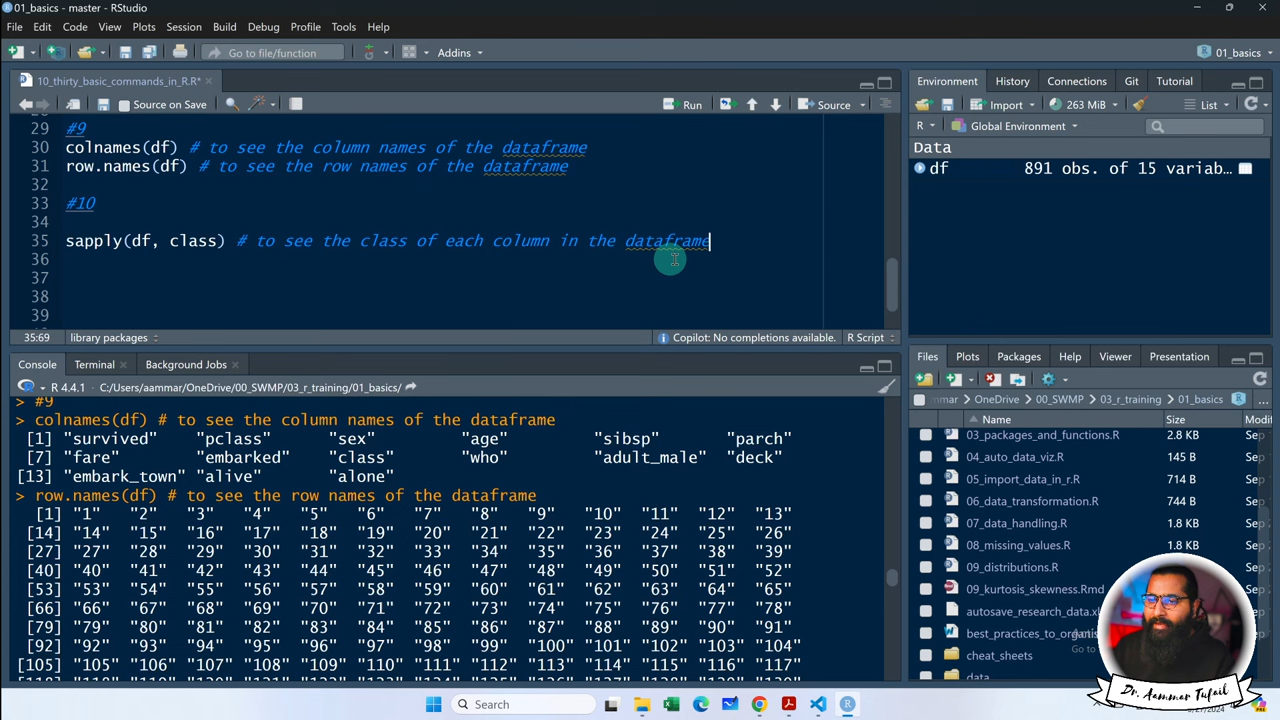 01_basics - master - RStudio
File Edit Code View Plots Session Build Debug Profile Tools Help
Go to file/function Addins 01_basics
10_thirty_basic_commands_in_R.R*
Source on Save Run Source
29 #9
30 colnames(df) # to see the column names of the dataframe
31 row.names(df) # to see the row names of the dataframe
32
33 #10
34
35 sapply(df, class) # to see the class of each column in the dataframe
36
37
38
39
35:69 library packages Copilot: No completions available. R Script
Environment History Connections Git Tutorial
Import 263 MiB List
R Global Environment
Data
df 891 obs. of 15 variab...
Console Terminal Background Jobs
R 4.4.1 · C:/Users/aammar/OneDrive/00_SWMP/03_r_training/01_basics/
> #9
> colnames(df) # to see the column names of the dataframe
[1] "survived" "pclass" "sex" "age" "sibsp" "parch"
[7] "fare" "embarked" "class" "who" "adult_male" "deck"
[13] "embark_town" "alive" "alone"
> row.names(df) # to see the row names of the dataframe
[1] "1" "2" "3" "4" "5" "6" "7" "8" "9" "10" "11" "12" "13"
[14] "14" "15" "16" "17" "18" "19" "20" "21" "22" "23" "24" "25" "26"
[27] "27" "28" "29" "30" "31" "32" "33" "34" "35" "36" "37" "38" "39"
[40] "40" "41" "42" "43" "44" "45" "46" "47" "48" "49" "50" "51" "52"
[53] "53" "54" "55" "56" "57" "58" "59" "60" "61" "62" "63" "64" "65"
[66] "66" "67" "68" "69" "70" "71" "72" "73" "74" "75" "76" "77" "78"
[79] "79" "80" "81" "82" "83" "84" "85" "86" "87" "88" "89" "90" "91"
[92] "92" "93" "94" "95" "96" "97" "98" "99" "100" "101" "102" "103" "104"
[105] "105" "106" "107" "108" "109" "110" "111" "112" "113" "114" "115" "116" "117"
Files Plots Packages Help Viewer Presentation
mmar OneDrive 00_SWMP 03_r_training 01_basics ...
Name Size Modif
03_packages_and_functions.R 2.8 KB Sep
04_auto_data_viz.R 145 B Sep
05_import_data_in_r.R 714 B Sep
06_data_transformation.R 744 B Sep
07_data_handling.R 1.8 KB Sep
08_missing_values.R 1.8 KB Sep
09_distributions.R Sep
09_kurtosis_skewness.Rmd
autosave_research_data.xl
best_practices_to_organi
cheat_sheets
data
Dr. Aammar Tufail
Search